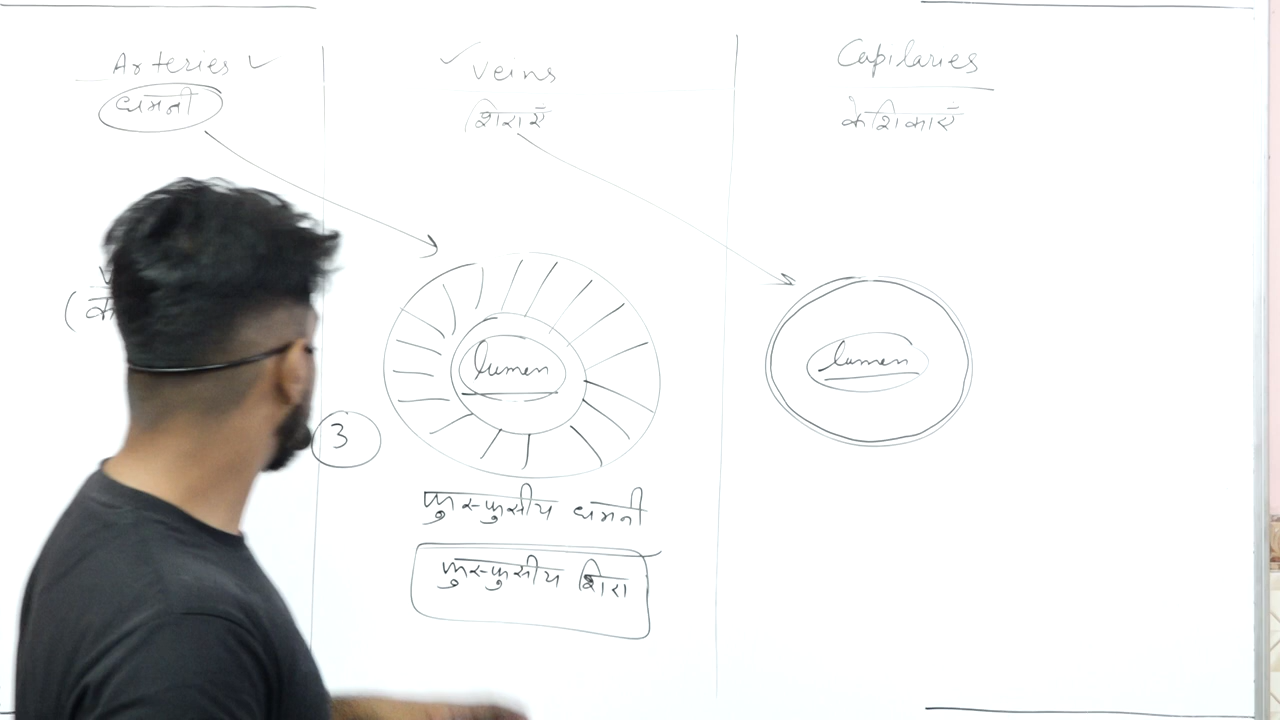 Arteries ✓
धमनी
✓ Veins
शिराएँ
Capilaries
केशिकाएँ
lumen
lumen
3
फुस्फुसीय धमनी
फुस्फुसीय शिरा